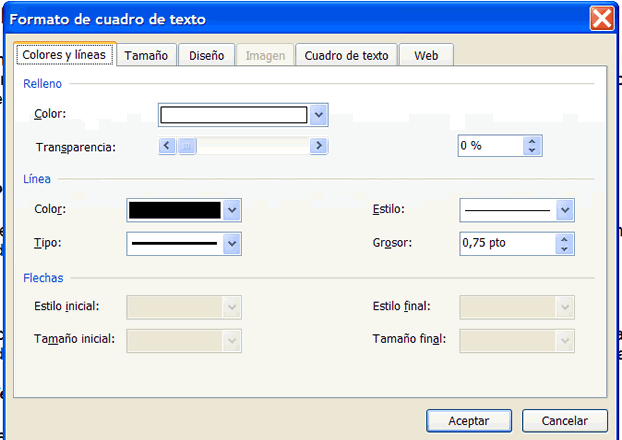 Formato de cuadro de texto
Colores y líneas Tamaño Diseño Imagen Cuadro de texto Web
Relleno
Color:
Transparencia: 0 %
Línea
Color: Estilo:
Tipo: Grosor: 0,75 pto
Flechas
Estilo inicial: Estilo final:
Tamaño inicial: Tamaño final:
Aceptar Cancelar